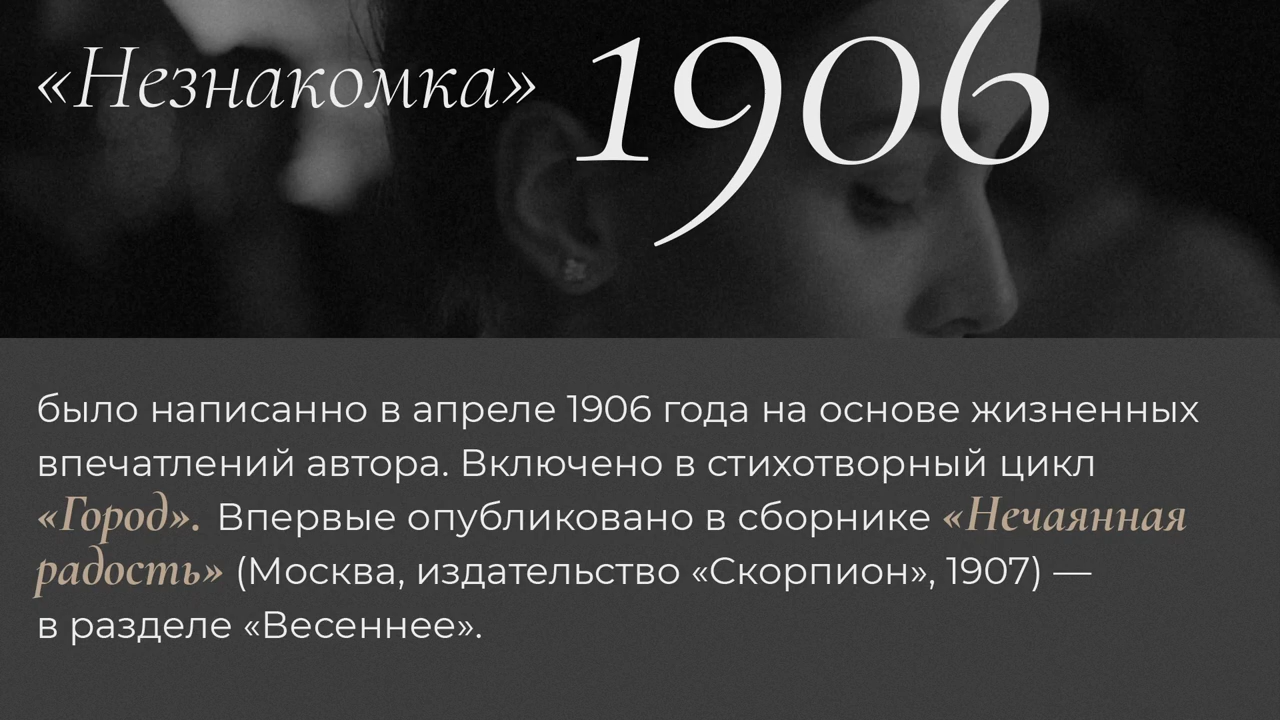 «Незнакомка» 1906
было написанно в апреле 1906 года на основе жизненных
впечатлений автора. Включено в стихотворный цикл
«Город». Впервые опубликовано в сборнике «Нечаянная
радость» (Москва, издательство «Скорпион», 1907) —
в разделе «Весеннее».